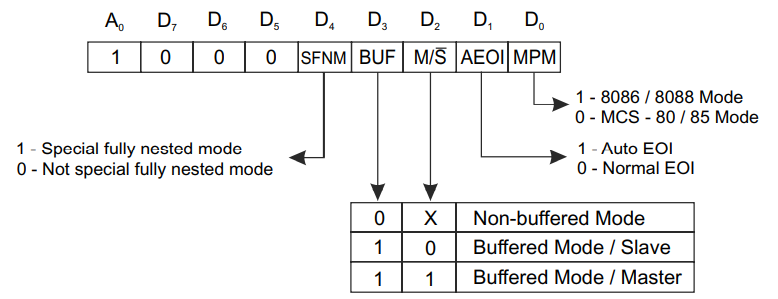 A0 D7 D6 D5 D4 D3 D2 D1 D0
1 0 0 0 SFNM BUF M/S̅ AEOI MPM
1 - 8086 / 8088 Mode
0 - MCS - 80 / 85 Mode
1 - Special fully nested mode
0 - Not special fully nested mode
1 - Auto EOI
0 - Normal EOI
0 X Non-buffered Mode
1 0 Buffered Mode / Slave
1 1 Buffered Mode / Master